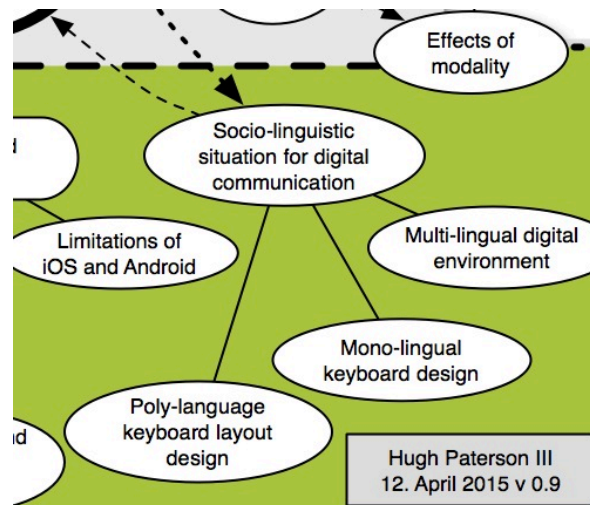 Effects of
modality
Socio-linguistic
situation for digital
communication
Limitations of
iOS and Android
Multi-lingual digital
environment
Mono-lingual
keyboard design
Poly-language
keyboard layout
design
Hugh Paterson III
12. April 2015 v 0.9